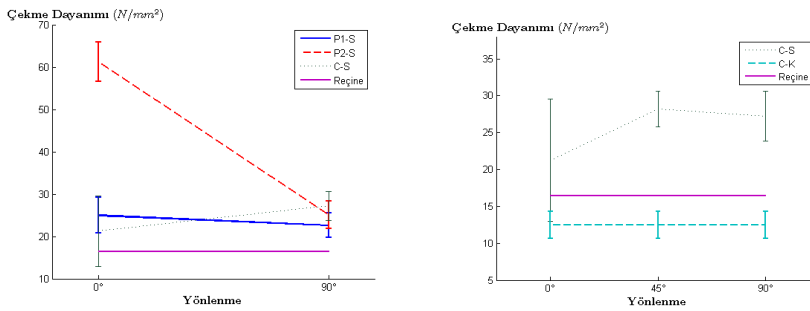 Çekme Dayanımı (N/mm²)
70
60
50
40
30
20
10
0°
90°
Yönlenme
P1-S
P2-S
C-S
Reçine
Çekme Dayanımı (N/mm²)
35
30
25
20
15
10
5
0°
45°
90°
Yönlenme
C-S
C-K
Reçine